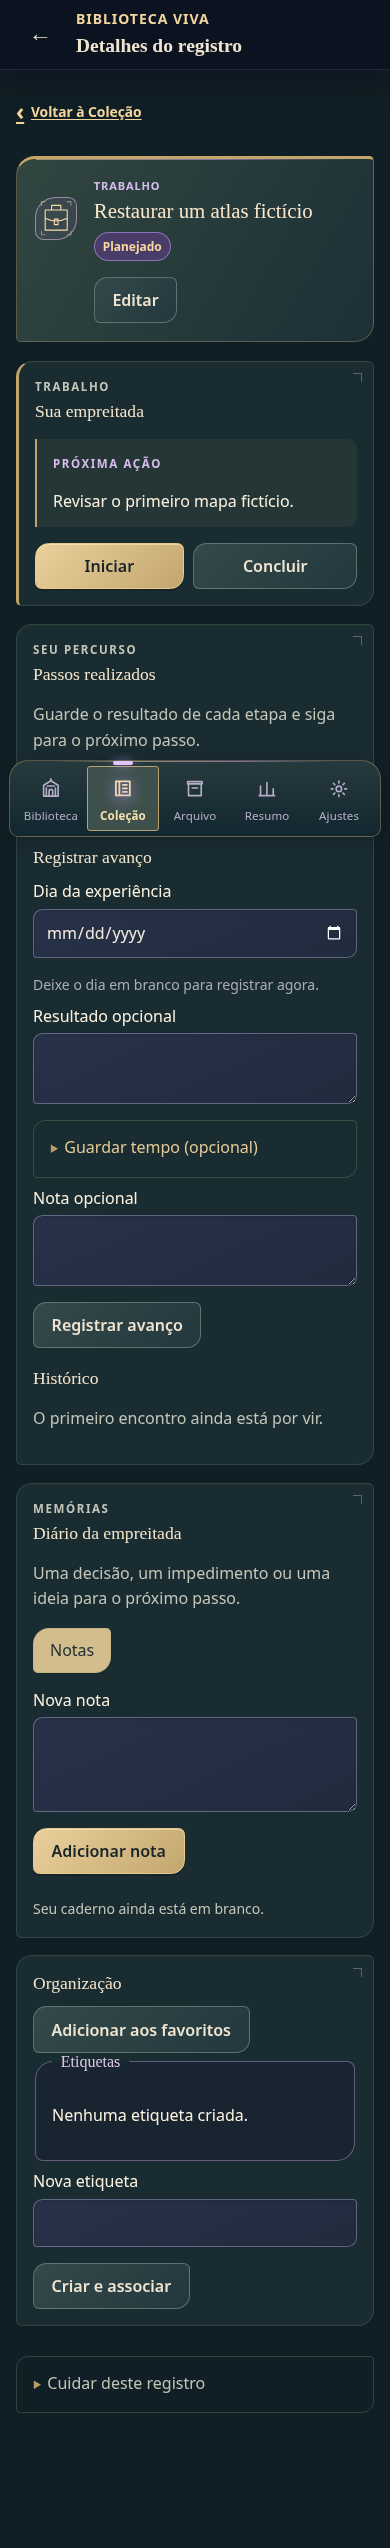 ←
BIBLIOTECA VIVA
Detalhes do registro
‹ Voltar à Coleção
TRABALHO
Restaurar um atlas fictício
Planejado
Editar
TRABALHO
Sua empreitada
PRÓXIMA AÇÃO
Revisar o primeiro mapa fictício.
Iniciar
Concluir
SEU PERCURSO
Passos realizados
Guarde o resultado de cada etapa e siga
para o próximo passo.
Biblioteca
Coleção
Arquivo
Resumo
Ajustes
Registrar avanço
Dia da experiência
mm/dd/yyyy
Deixe o dia em branco para registrar agora.
Resultado opcional
▸ Guardar tempo (opcional)
Nota opcional
Registrar avanço
Histórico
O primeiro encontro ainda está por vir.
MEMÓRIAS
Diário da empreitada
Uma decisão, um impedimento ou uma
ideia para o próximo passo.
Notas
Nova nota
Adicionar nota
Seu caderno ainda está em branco.
Organização
Adicionar aos favoritos
Etiquetas
Nenhuma etiqueta criada.
Nova etiqueta
Criar e associar
▸ Cuidar deste registro